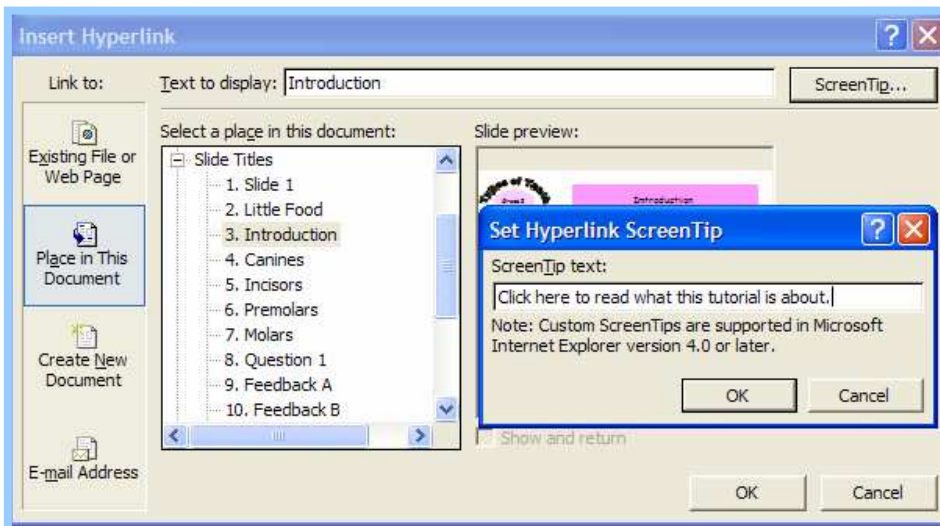 Insert Hyperlink
Link to:
Text to display: Introduction
ScreenTip...
Existing File or
Web Page
Place in This
Document
Create New
Document
E-mail Address
Select a place in this document:
Slide Titles
1. Slide 1
2. Little Food
3. Introduction
4. Canines
5. Incisors
6. Premolars
7. Molars
8. Question 1
9. Feedback A
10. Feedback B
Slide preview:
Types of Teeth
Introduction
Set Hyperlink ScreenTip
ScreenTip text:
Click here to read what this tutorial is about.
Note: Custom ScreenTips are supported in Microsoft
Internet Explorer version 4.0 or later.
OK
Cancel
Show and return
OK
Cancel